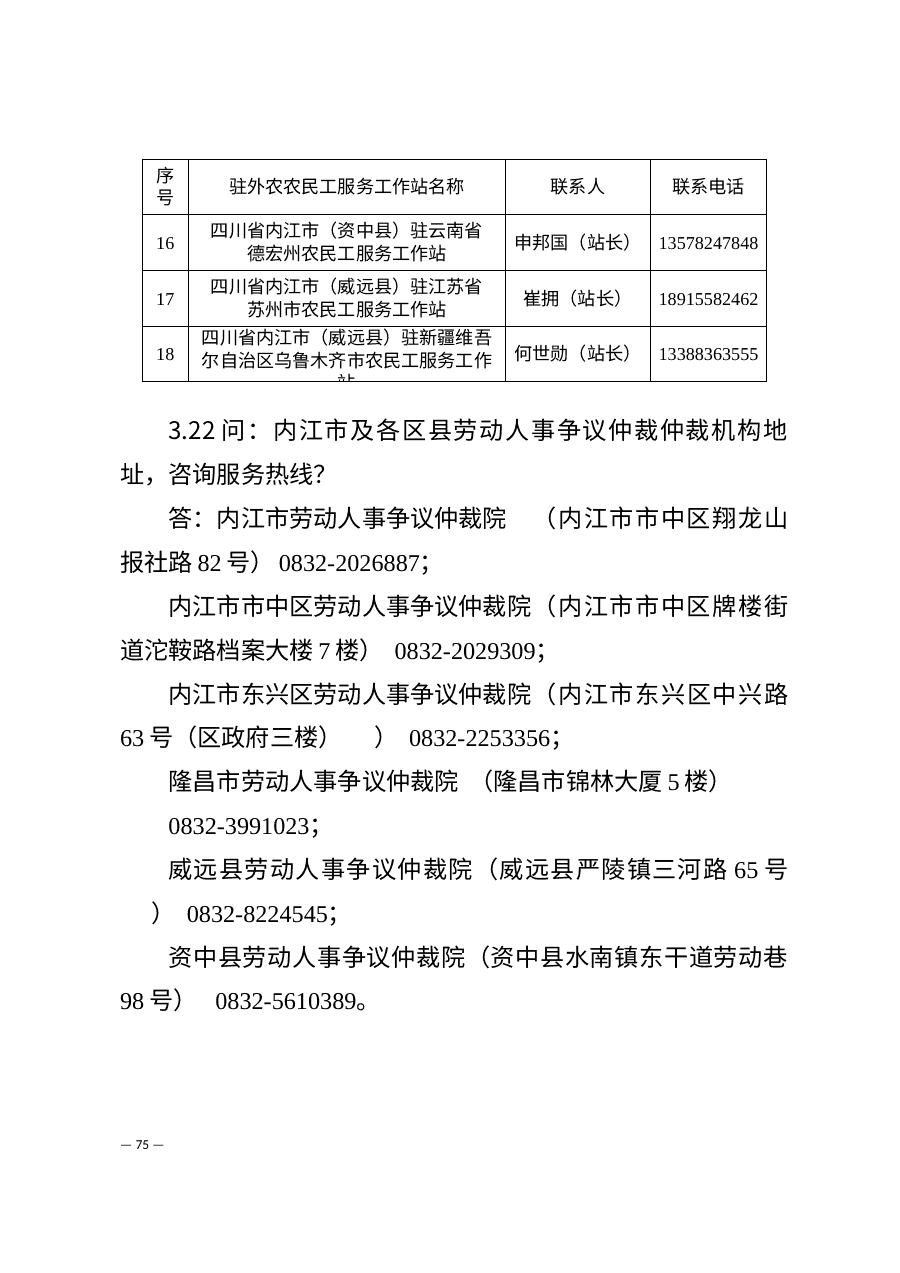 序
号
驻外农农民工服务工作站名称
联系人
联系电话
16
四川省内江市（资中县）驻云南省
德宏州农民工服务工作站
申邦国（站长）
13578247848
17
四川省内江市（威远县）驻江苏省
苏州市农民工服务工作站
崔拥（站长）
18915582462
18
四川省内江市（威远县）驻新疆维吾
尔自治区乌鲁木齐市农民工服务工作
站
何世勋（站长）
13388363555
3.22 问：内江市及各区县劳动人事争议仲裁仲裁机构地
址，咨询服务热线？
答：内江市劳动人事争议仲裁院 （内江市市中区翔龙山
报社路 82 号） 0832-2026887；
内江市市中区劳动人事争议仲裁院（内江市市中区牌楼街
道沱鞍路档案大楼 7 楼） 0832-2029309；
内江市东兴区劳动人事争议仲裁院（内江市东兴区中兴路
63 号（区政府三楼） ） 0832-2253356；
隆昌市劳动人事争议仲裁院 （隆昌市锦林大厦 5 楼）
0832-3991023；
威远县劳动人事争议仲裁院（威远县严陵镇三河路 65 号
） 0832-8224545；
资中县劳动人事争议仲裁院（资中县水南镇东干道劳动巷
98 号） 0832-5610389。
— 75 —